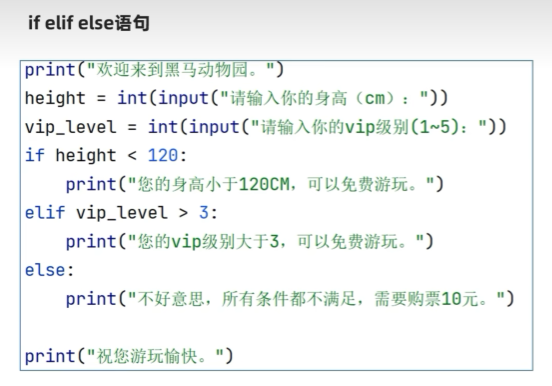 if elif else语句
print("欢迎来到黑马动物园。")
height = int(input("请输入你的身高（cm）："))
vip_level = int(input("请输入你的vip级别(1~5)："))
if height < 120:
    print("您的身高小于120CM，可以免费游玩。")
elif vip_level > 3:
    print("您的vip级别大于3，可以免费游玩。")
else:
    print("不好意思，所有条件都不满足，需要购票10元。")
print("祝您游玩愉快。")